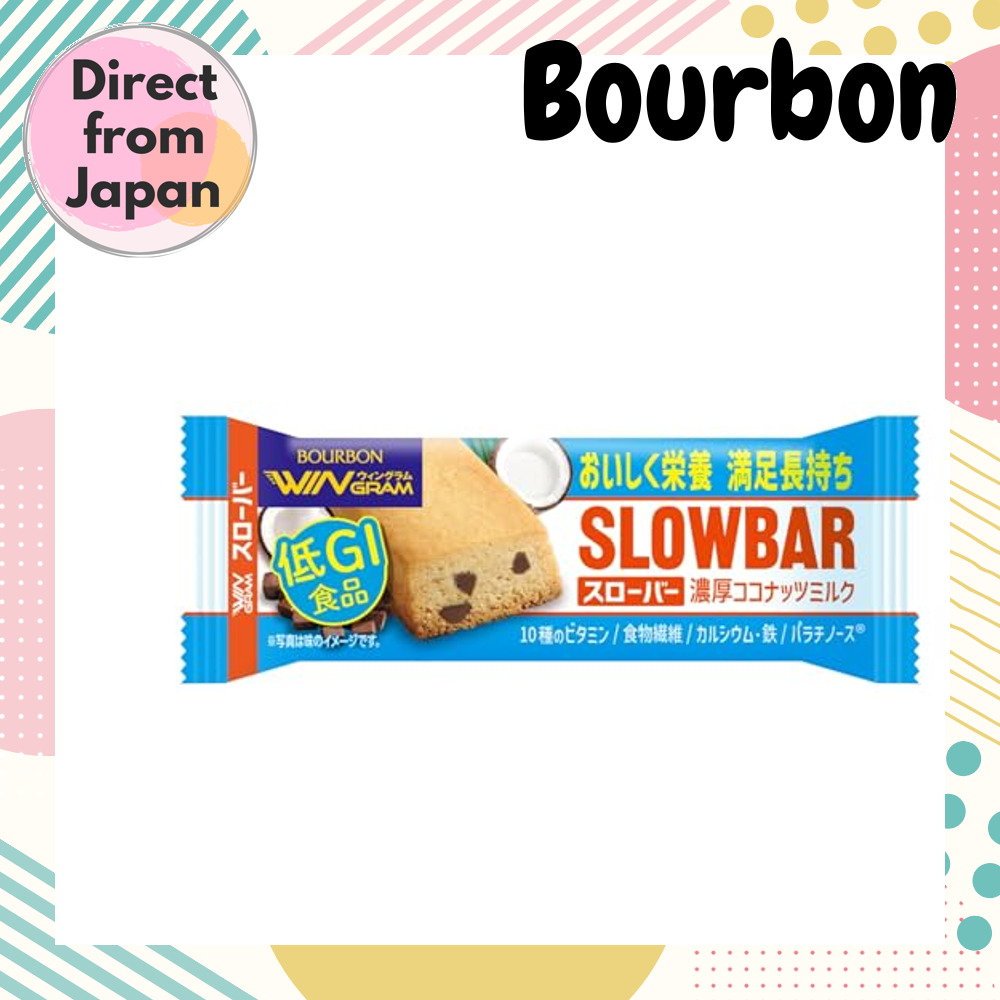 Direct
from
Japan
Bourbon
BOURBON
ウィングラム
WINGRAM
スローバー
WINGRAM
低GI
食品
※写真は味のイメージです。
おいしく栄養 満足長持ち
SLOWBAR
スローバー 濃厚ココナッツミルク
10種のビタミン / 食物繊維 / カルシウム・鉄 / パラチノース®